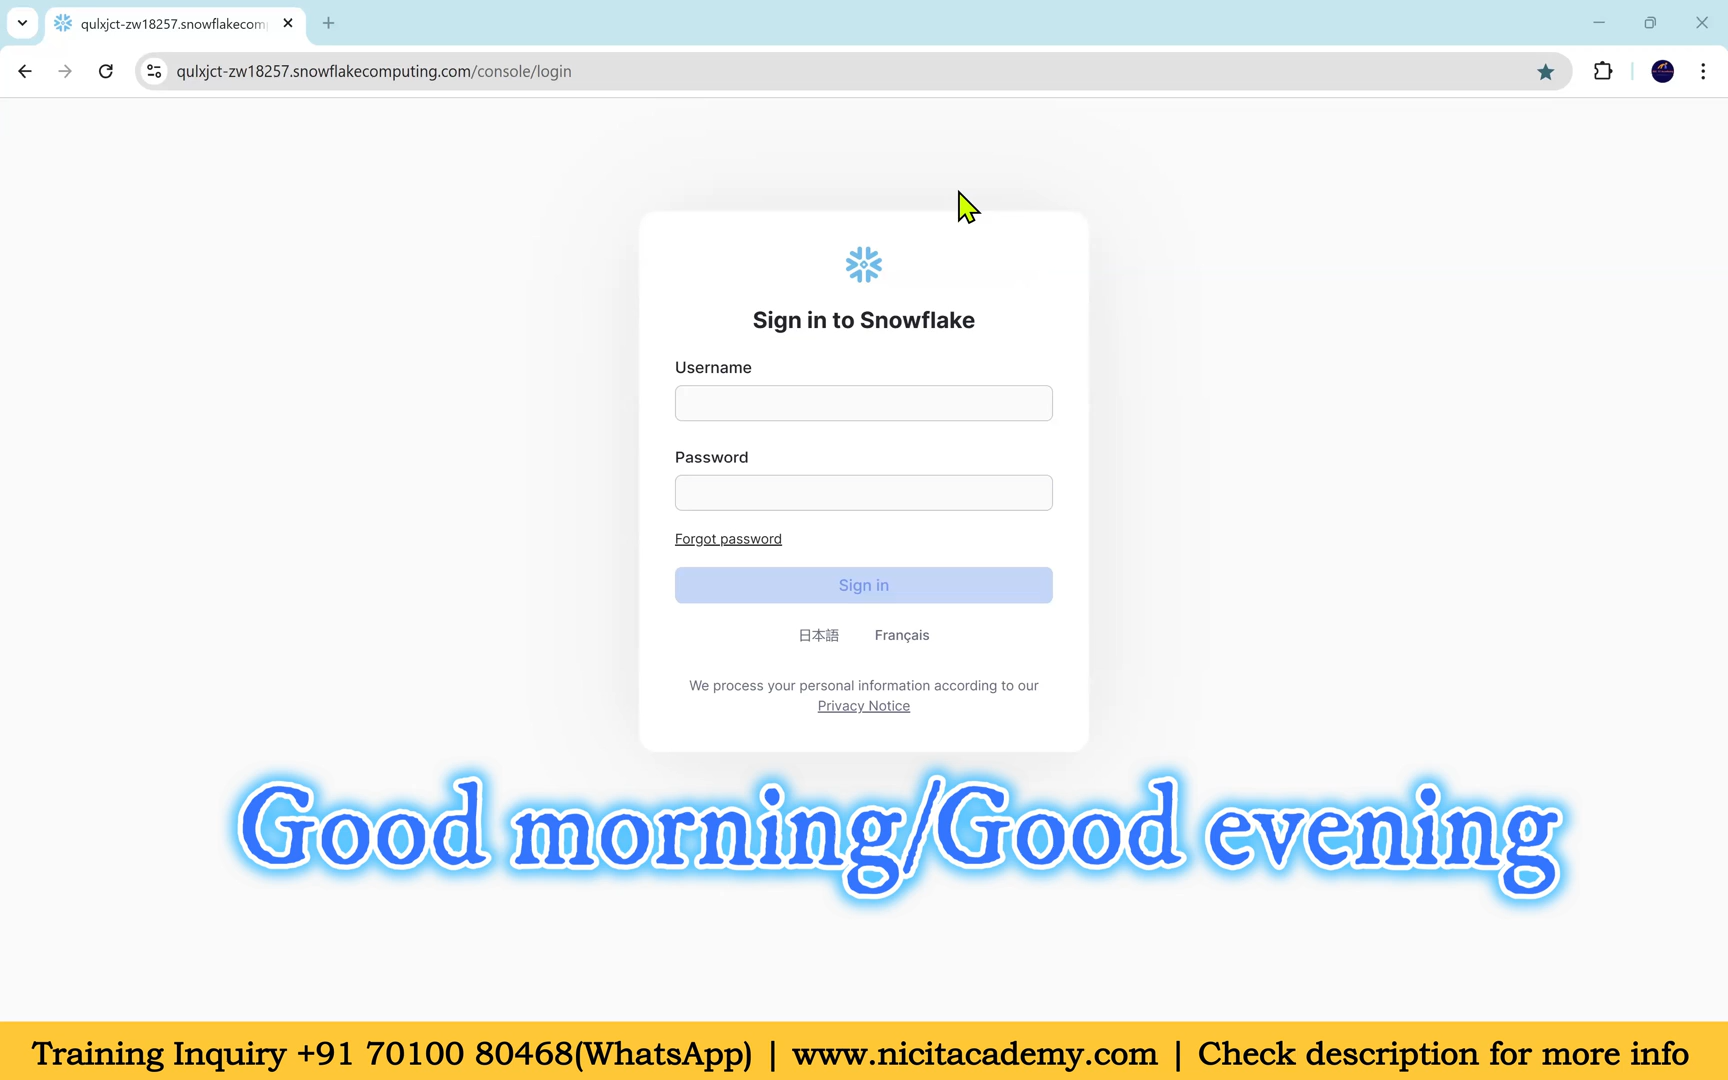 qulxjct-zw18257.snowflakecom
qulxjct-zw18257.snowflakecomputing.com/console/login
Sign in to Snowflake
Username
Password
Forgot password
Sign in
日本語 Français
We process your personal information according to our
Privacy Notice
Good morning/Good evening
Training Inquiry +91 70100 80468(WhatsApp) | www.nicitacademy.com | Check description for more info